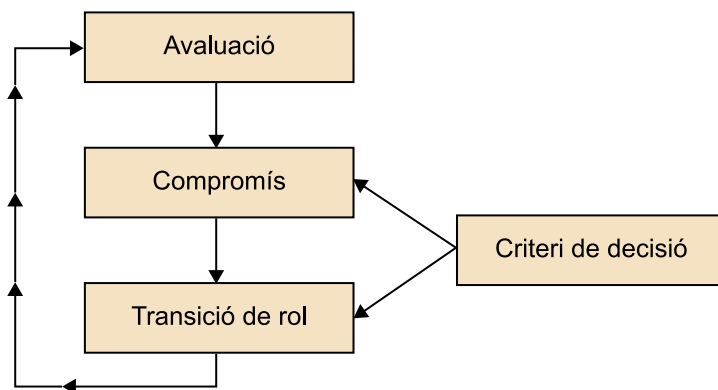 Avaluació
Compromís
Criteri de decisió
Transició de rol